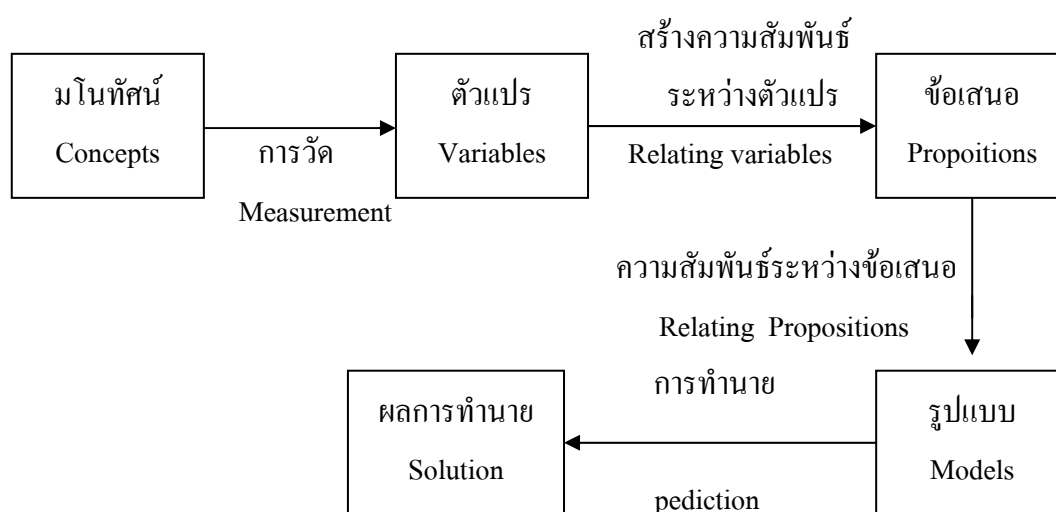 มโนทัศน์
Concepts
การวัด
Measurement
ตัวแปร
Variables
สร้างความสัมพันธ์
ระหว่างตัวแปร
Relating variables
ข้อเสนอ
Propoitions
ความสัมพันธ์ระหว่างข้อเสนอ
Relating Propositions
รูปแบบ
Models
การทำนาย
pediction
ผลการทำนาย
Solution